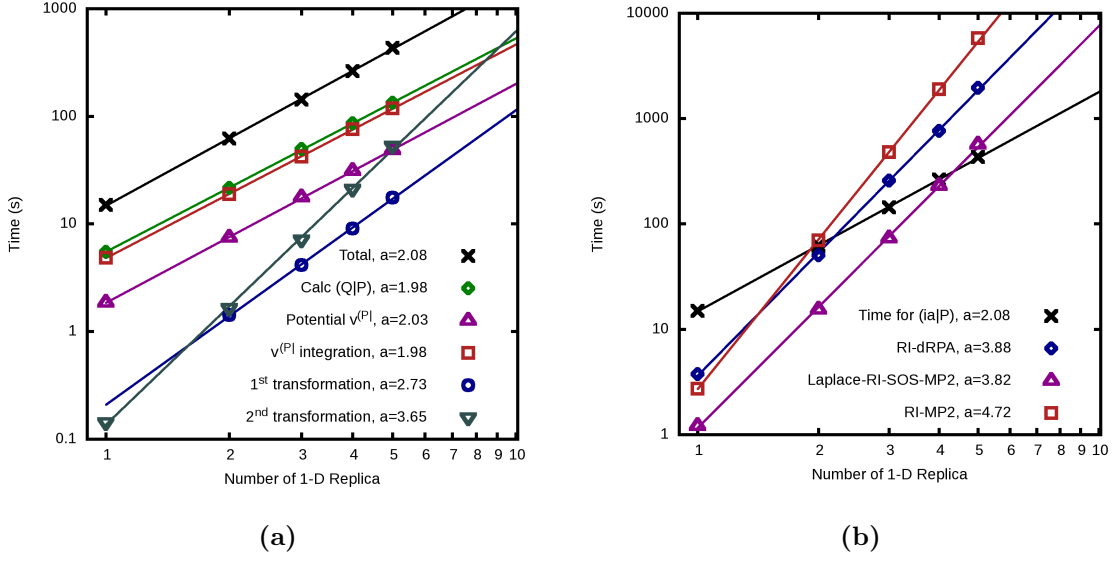 1000
100
10
1
0.1
Time (s)
Total, a=2.08
Calc (Q|P), a=1.98
Potential v(P|, a=2.03
v(P| integration, a=1.98
1st transformation, a=2.73
2nd transformation, a=3.65
1 2 3 4 5 6 7 8 9 10
Number of 1-D Replica
(a)
10000
1000
100
10
1
Time (s)
Time for (ia|P), a=2.08
RI-dRPA, a=3.88
Laplace-RI-SOS-MP2, a=3.82
RI-MP2, a=4.72
1 2 3 4 5 6 7 8 9 10
Number of 1-D Replica
(b)